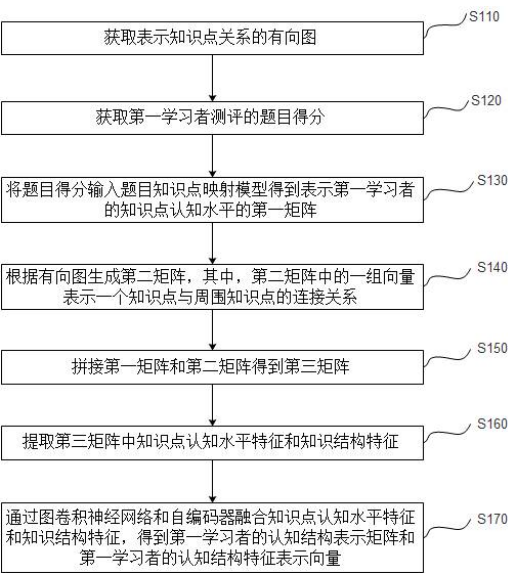 S110
获取表示知识点关系的有向图
S120
获取第一学习者测评的题目得分
S130
将题目得分输入题目知识点映射模型得到表示第一学习者
的知识点认知水平的第一矩阵
S140
根据有向图生成第二矩阵，其中，第二矩阵中的一组向量
表示一个知识点与周围知识点的连接关系
S150
拼接第一矩阵和第二矩阵得到第三矩阵
S160
提取第三矩阵中知识点认知水平特征和知识结构特征
S170
通过图卷积神经网络和自编码器融合知识点认知水平特征
和知识结构特征，得到第一学习者的认知结构表示矩阵和
第一学习者的认知结构特征表示向量